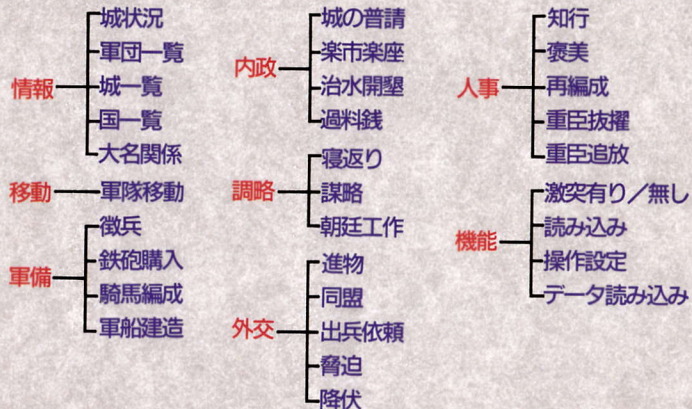 情報
城状況
軍団一覧
城一覧
国一覧
大名関係
移動
軍隊移動
軍備
徴兵
鉄砲購入
騎馬編成
軍船建造
内政
城の普請
楽市楽座
治水開墾
過料銭
調略
寝返り
謀略
朝廷工作
外交
進物
同盟
出兵依頼
脅迫
降伏
人事
知行
褒美
再編成
重臣抜擢
重臣追放
機能
激突有り／無し
読み込み
操作設定
データ読み込み